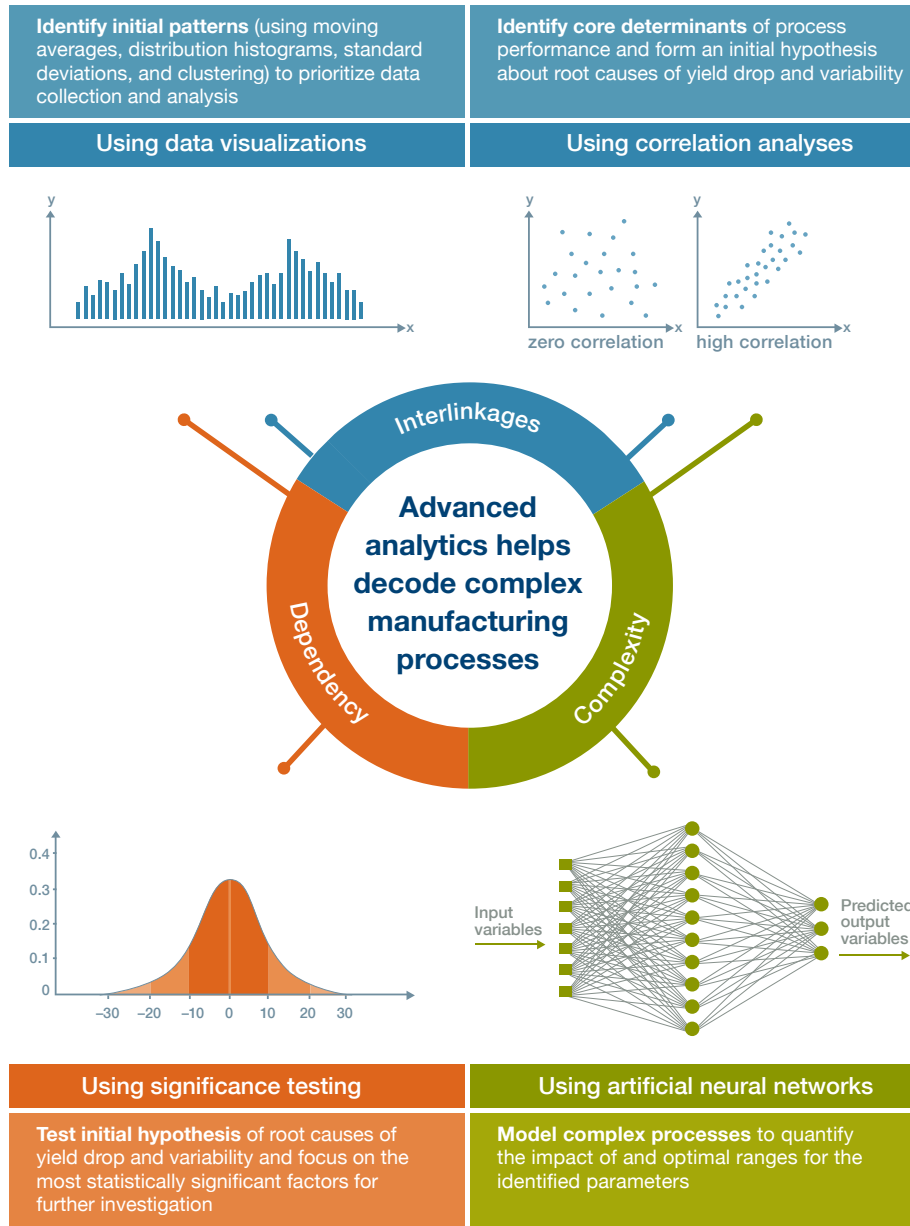 Identify initial patterns (using moving
averages, distribution histograms, standard
deviations, and clustering) to prioritize data
collection and analysis
Identify core determinants of process
performance and form an initial hypothesis
about root causes of yield drop and variability
Using data visualizations
Using correlation analyses
y
x
y
x
zero correlation
y
x
high correlation
Interlinkages
Dependency
Complexity
Advanced
analytics helps
decode complex
manufacturing
processes
0.4
0.3
0.2
0.1
0
−30 −20 −10 0 10 20 30
Input
variables
Predicted
output
variables
Using significance testing
Using artificial neural networks
Test initial hypothesis of root causes of
yield drop and variability and focus on the
most statistically significant factors for
further investigation
Model complex processes to quantify
the impact of and optimal ranges for the
identified parameters